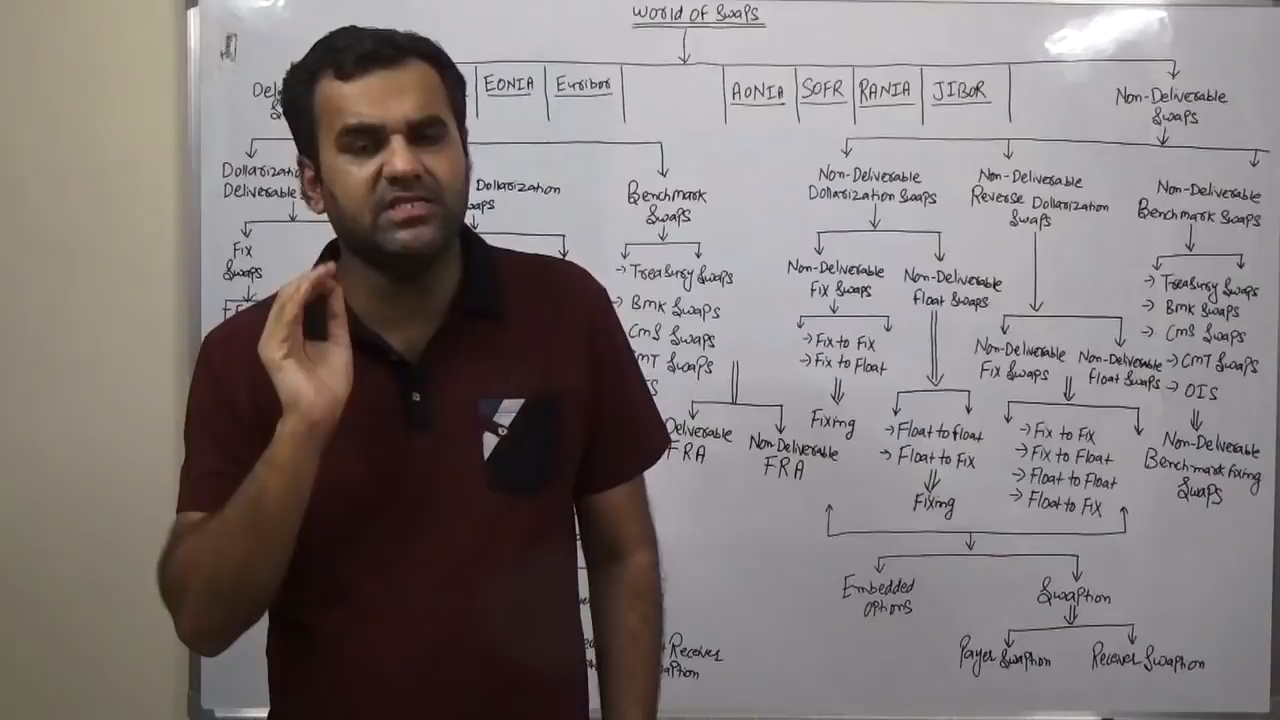 World of Swaps
EONIA
Euribor
AONIA
SOFR
RANIA
JIBOR
Non-Deliverable
Swaps
Deliverable
Dollarization
Benchmark
Swaps
Fix
Swaps
→ Treasury Swaps
→ Bmk Swaps
CmS Swaps
Swaps
Deliverable
FRA
Non-Deliverable
FRA
Non-Deliverable
Dollarization Swaps
Non-Deliverable
Fix Swaps
→ Fix to Fix
→ Fix to Float
Fixing
Non-Deliverable
Float Swaps
→ Float to float
→ Float to Fix
Fixing
Non-Deliverable
Reverse Dollarization
Swaps
Non-Deliverable
Fix Swaps
Non-Deliverable
Float Swaps
→ Fix to Fix
→ Fix to Float
→ Float to Float
→ Float to Fix
Non-Deliverable
Benchmark Swaps
→ Treasury Swaps
→ Bmk Swaps
→ CmS Swaps
→ CmT Swaps
→ OIS
Non-Deliverable
Benchmark fixing
Swaps
Embedded
Options
Swaption
Payer Swaption
Receiver Swaption
Receiver